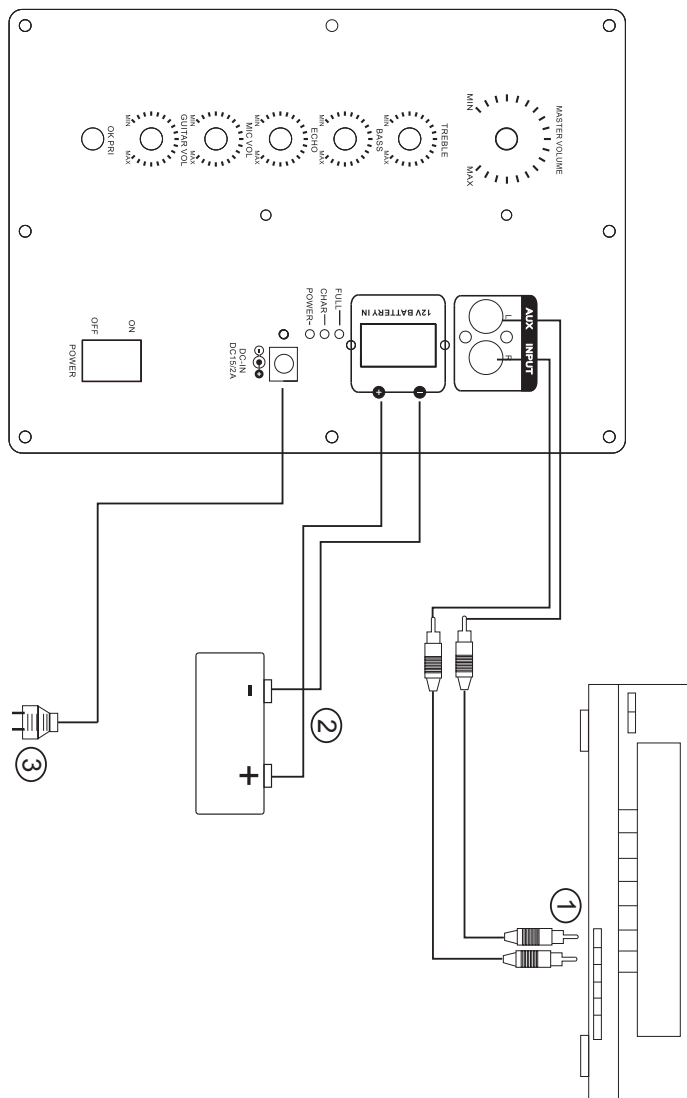 MASTER VOLUME
MIN
MAX
TREBLE
MIN
MAX
BASS
MIN
MAX
ECHO
MIN
MAX
MIC VOL
MIN
MAX
GUITAR VOL
MIN
MAX
OK PRI
AUX INPUT
L
R
12V BATTERY IN
FULL
CHAR
POWER
DC-IN
DC15/2A
ON
OFF
POWER
- +
①
②
③